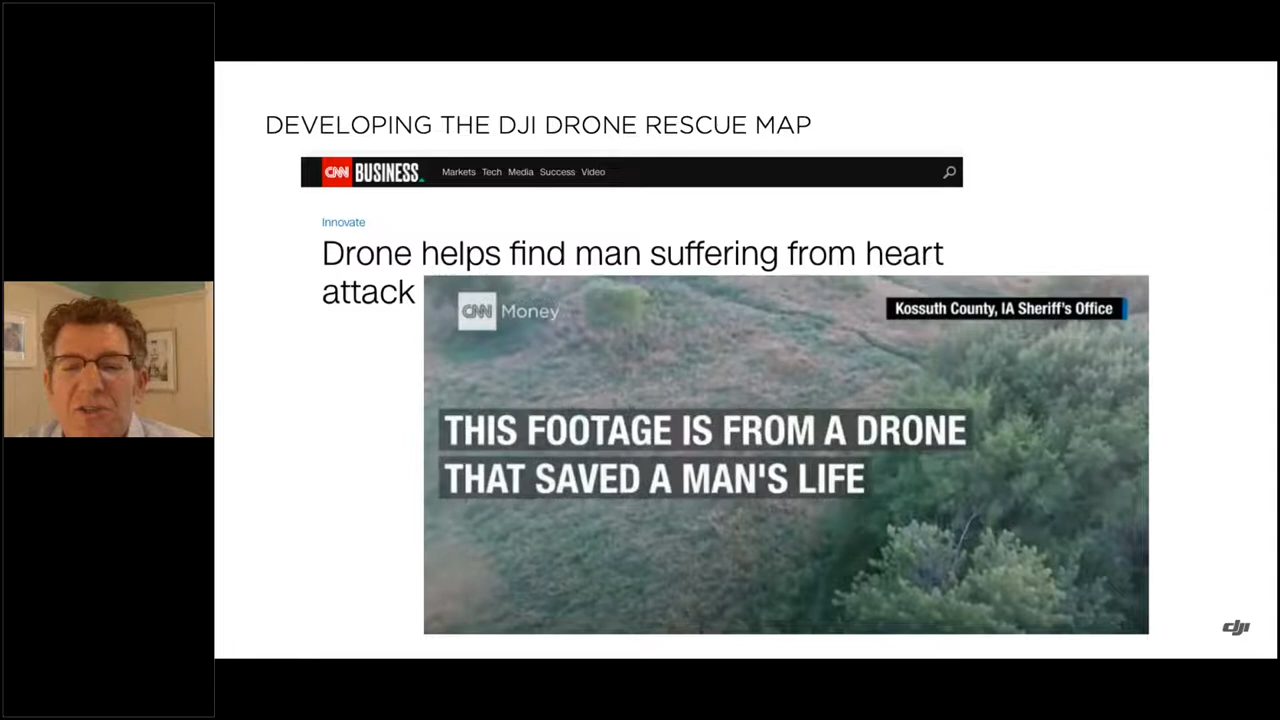 DEVELOPING THE DJI DRONE RESCUE MAP
CNN BUSINESS Markets Tech Media Success Video
Innovate
Drone helps find man suffering from heart
attack
CNN Money
Kossuth County, IA Sheriff's Office
THIS FOOTAGE IS FROM A DRONE
THAT SAVED A MAN'S LIFE
dji